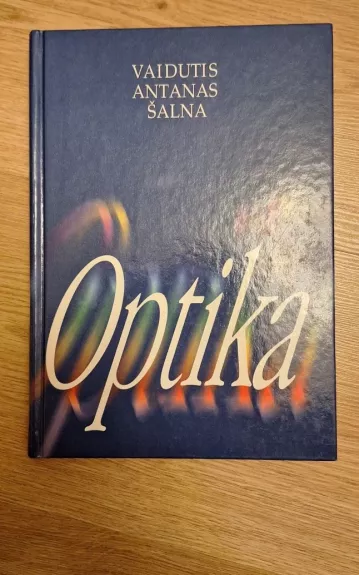 VAIDUTIS
ANTANAS
ŠALNA
Optika